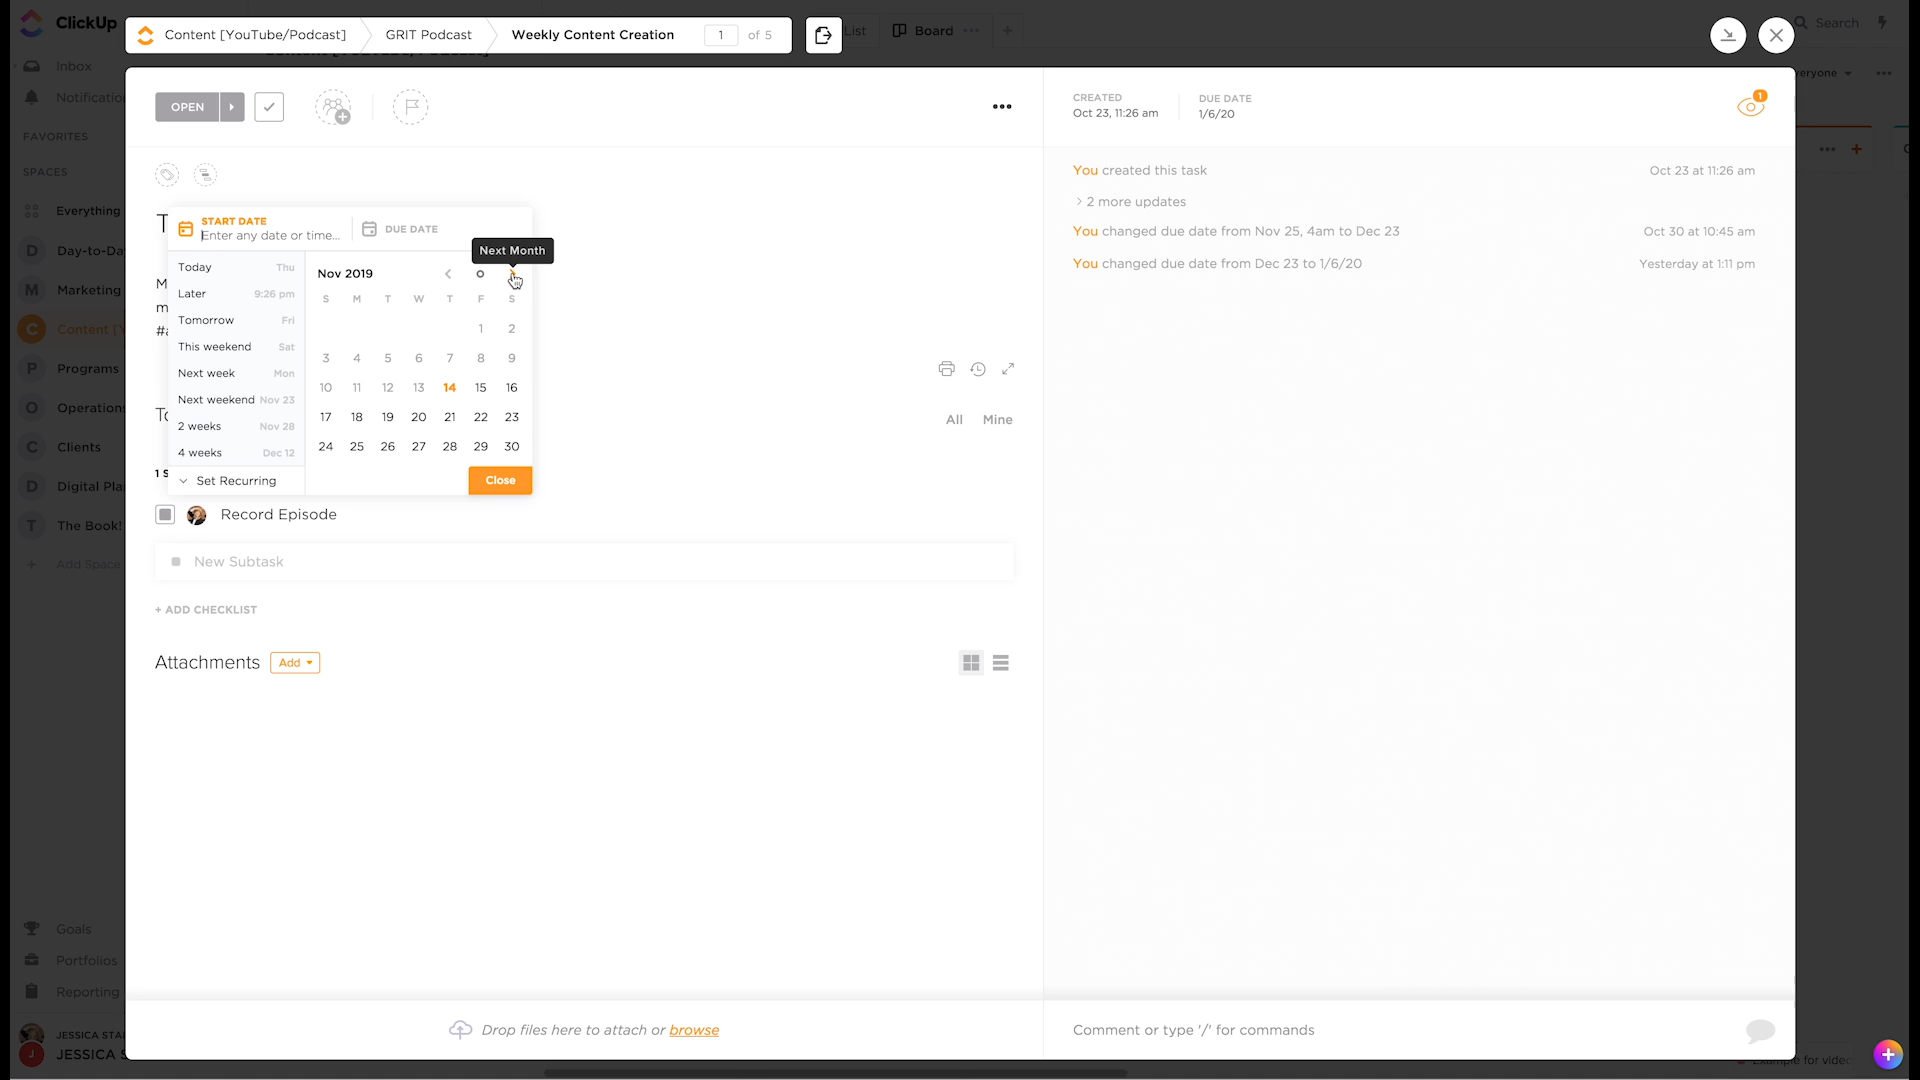 ClickUp
Content [YouTube/Podcast]
GRIT Podcast
Weekly Content Creation
1 of 5
List
Board
Search
Inbox
FAVORITES
SPACES
Everything
Marketing
Programs
Clients
The Book!
Add Space
Goals
Portfolios
Reporting
JESSICA
OPEN
CREATED
Oct 23, 11:26 am
DUE DATE
1/6/20
1
START DATE
Enter any date or time...
DUE DATE
Next Month
Today Thu
Later 9:26 pm
Tomorrow Fri
This weekend Sat
Next week Mon
Next weekend Nov 23
2 weeks Nov 28
4 weeks Dec 12
Set Recurring
Nov 2019
S M T W T F S
1 2
3 4 5 6 7 8 9
10 11 12 13 14 15 16
17 18 19 20 21 22 23
24 25 26 27 28 29 30
Close
All Mine
Record Episode
New Subtask
+ ADD CHECKLIST
Attachments
Add
Drop files here to attach or browse
You created this task Oct 23 at 11:26 am
> 2 more updates
You changed due date from Nov 25, 4am to Dec 23 Oct 30 at 10:45 am
You changed due date from Dec 23 to 1/6/20 Yesterday at 1:11 pm
Comment or type '/' for commands